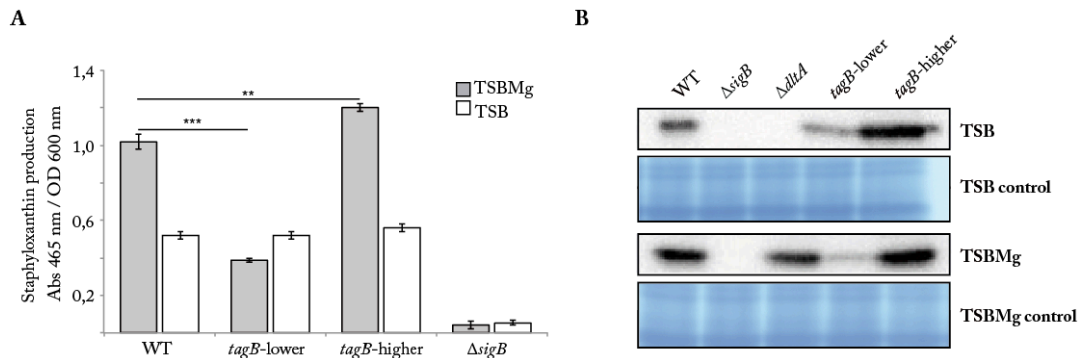 A
Staphyloxanthin production
Abs 465 nm / OD 600 nm
1,4
1,0
0,6
0,2
**
***
TSBMg
TSB
WT
tagB-lower
tagB-higher
ΔsigB
B
WT
ΔsigB
ΔdltA
tagB-lower
tagB-higher
TSB
TSB control
TSBMg
TSBMg control